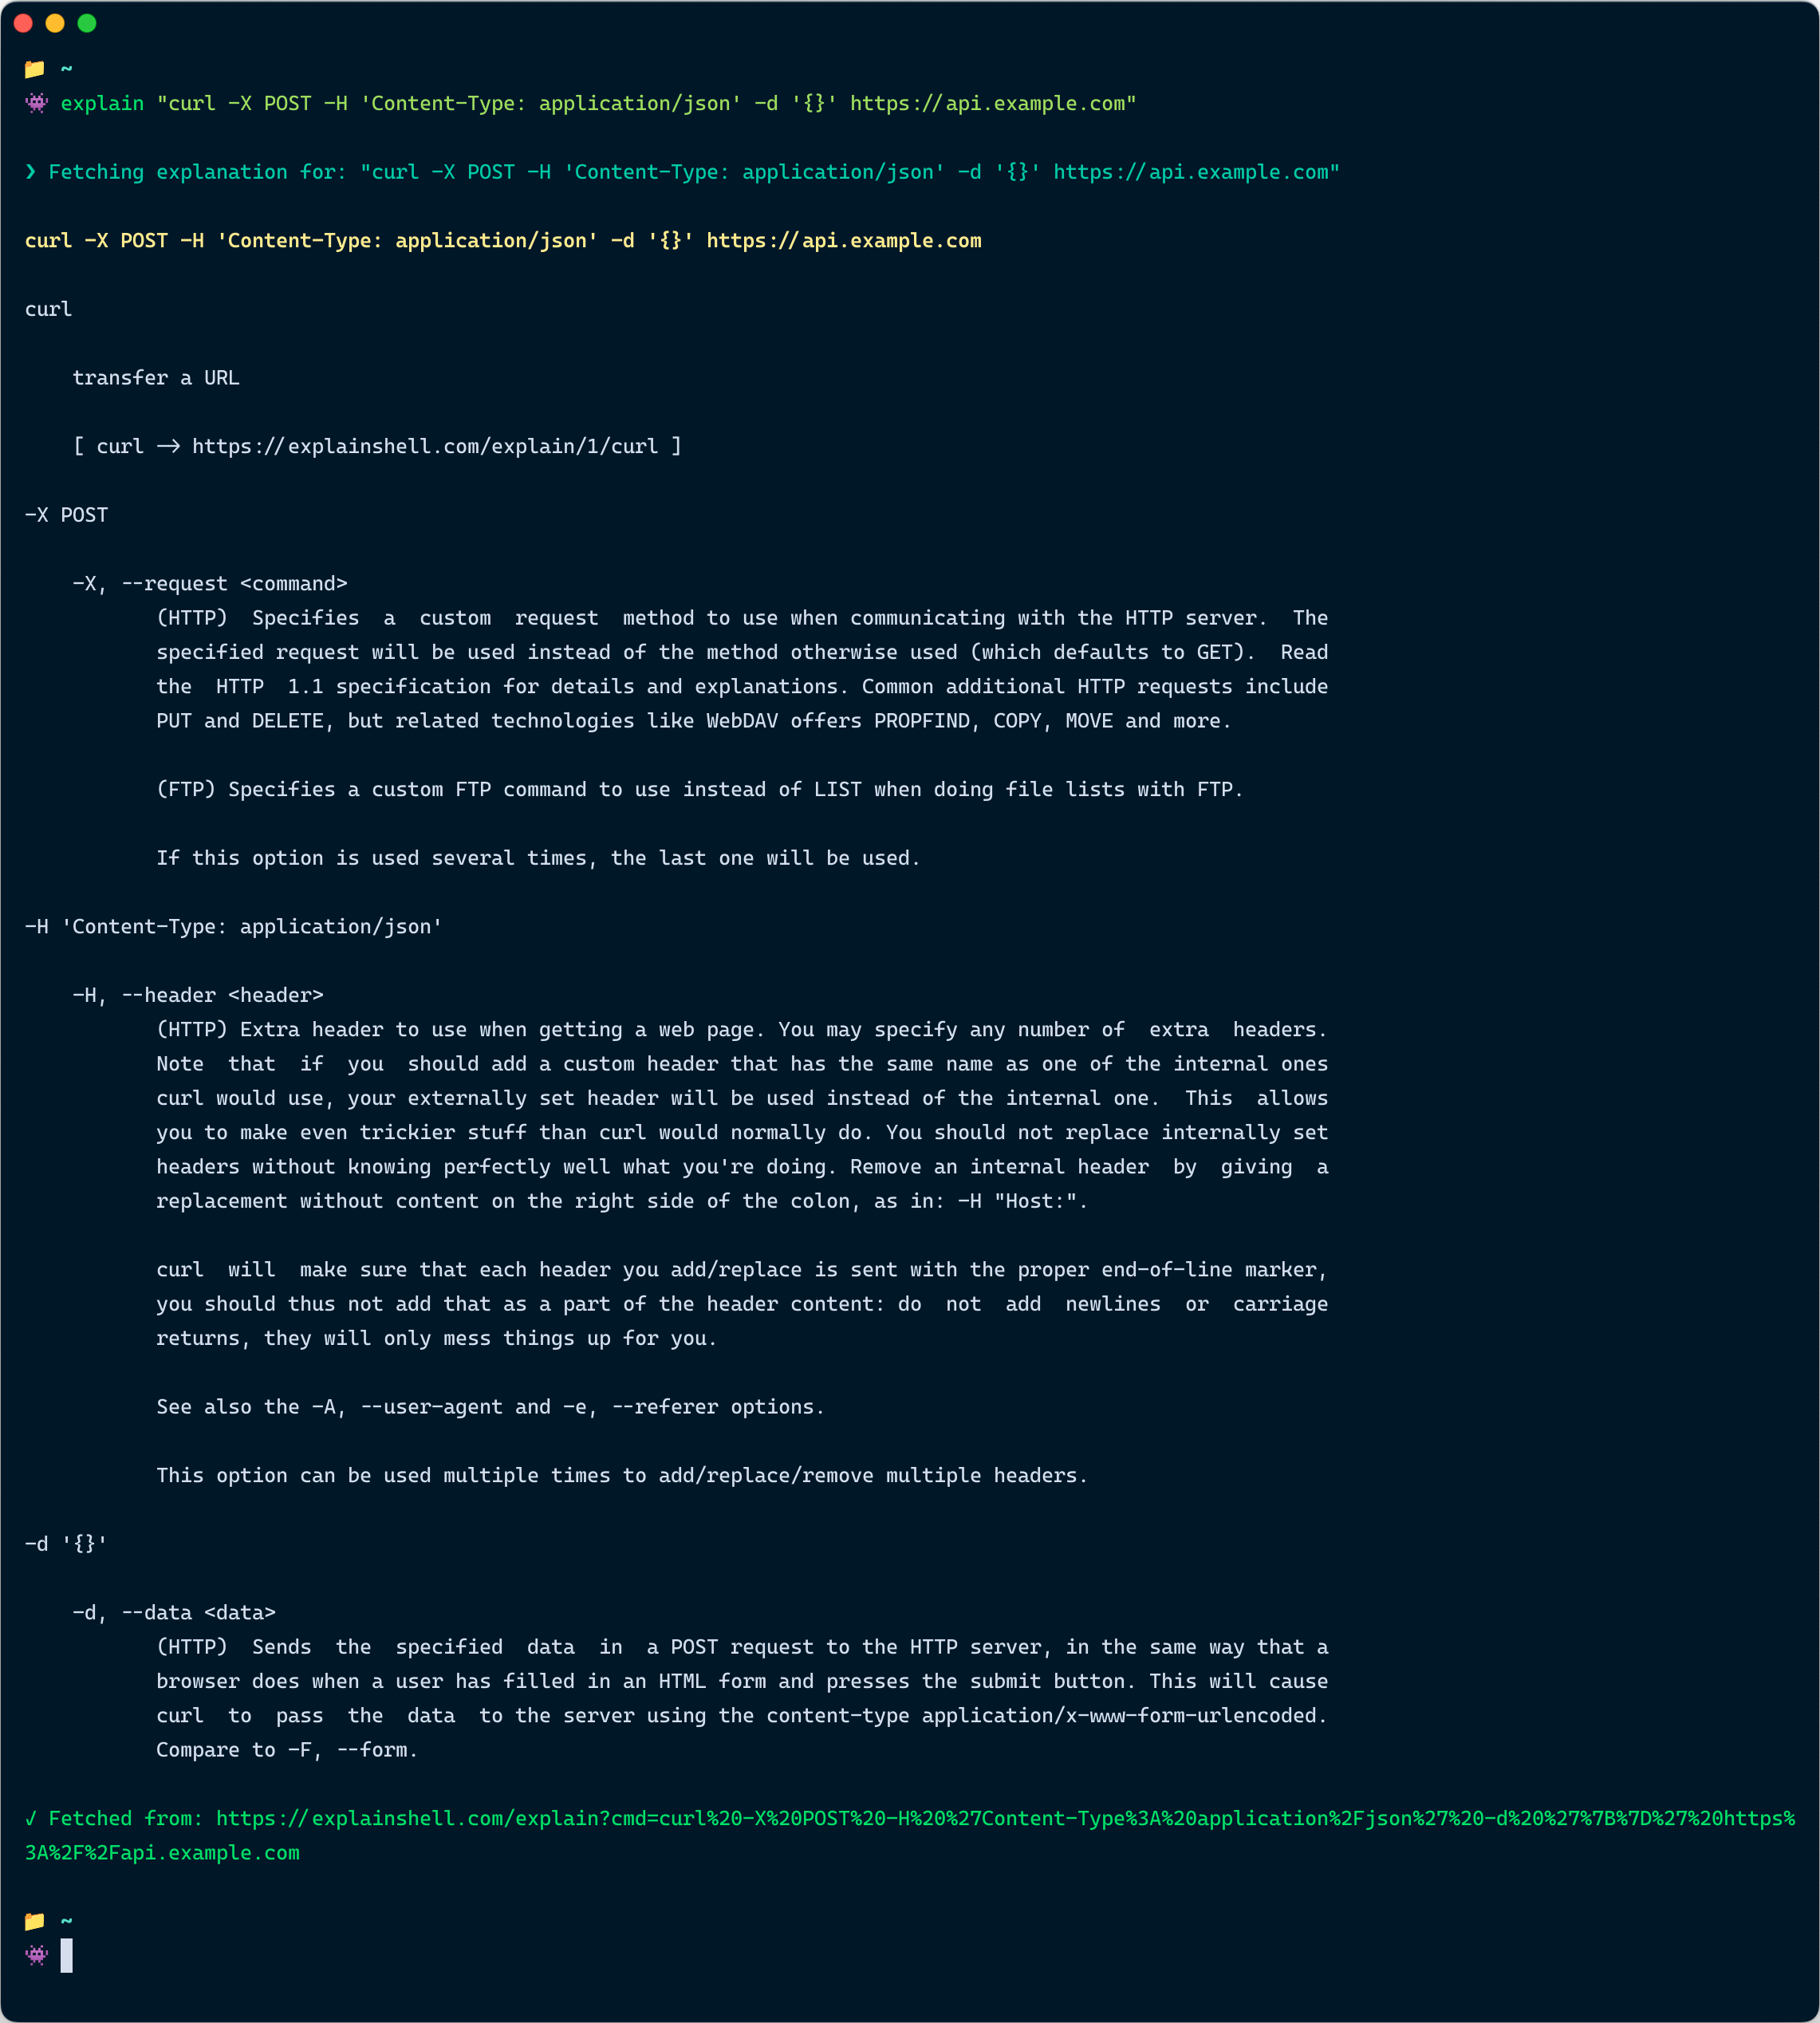 ~
explain "curl -X POST -H 'Content-Type: application/json' -d '{}' https://api.example.com"
❯ Fetching explanation for: "curl -X POST -H 'Content-Type: application/json' -d '{}' https://api.example.com"
curl -X POST -H 'Content-Type: application/json' -d '{}' https://api.example.com
curl
transfer a URL
[ curl -> https://explainshell.com/explain/1/curl ]
-X POST
-X, --request <command>
(HTTP)  Specifies  a  custom  request  method to use when communicating with the HTTP server.  The
specified request will be used instead of the method otherwise used (which defaults to GET).  Read
the  HTTP  1.1 specification for details and explanations. Common additional HTTP requests include
PUT and DELETE, but related technologies like WebDAV offers PROPFIND, COPY, MOVE and more.
(FTP) Specifies a custom FTP command to use instead of LIST when doing file lists with FTP.
If this option is used several times, the last one will be used.
-H 'Content-Type: application/json'
-H, --header <header>
(HTTP) Extra header to use when getting a web page. You may specify any number of  extra  headers.
Note  that  if  you  should add a custom header that has the same name as one of the internal ones
curl would use, your externally set header will be used instead of the internal one.  This  allows
you to make even trickier stuff than curl would normally do. You should not replace internally set
headers without knowing perfectly well what you're doing. Remove an internal header  by  giving  a
replacement without content on the right side of the colon, as in: -H "Host:".
curl  will  make sure that each header you add/replace is sent with the proper end-of-line marker,
you should thus not add that as a part of the header content: do  not  add  newlines  or  carriage
returns, they will only mess things up for you.
See also the -A, --user-agent and -e, --referer options.
This option can be used multiple times to add/replace/remove multiple headers.
-d '{}'
-d, --data <data>
(HTTP)  Sends  the  specified  data  in  a POST request to the HTTP server, in the same way that a
browser does when a user has filled in an HTML form and presses the submit button. This will cause
curl  to  pass  the  data  to the server using the content-type application/x-www-form-urlencoded.
Compare to -F, --form.
√ Fetched from: https://explainshell.com/explain?cmd=curl%20-X%20POST%20-H%20%27Content-Type%3A%20application%2Fjson%27%20-d%20%27%7B%7D%27%20https%
3A%2F%2Fapi.example.com
~